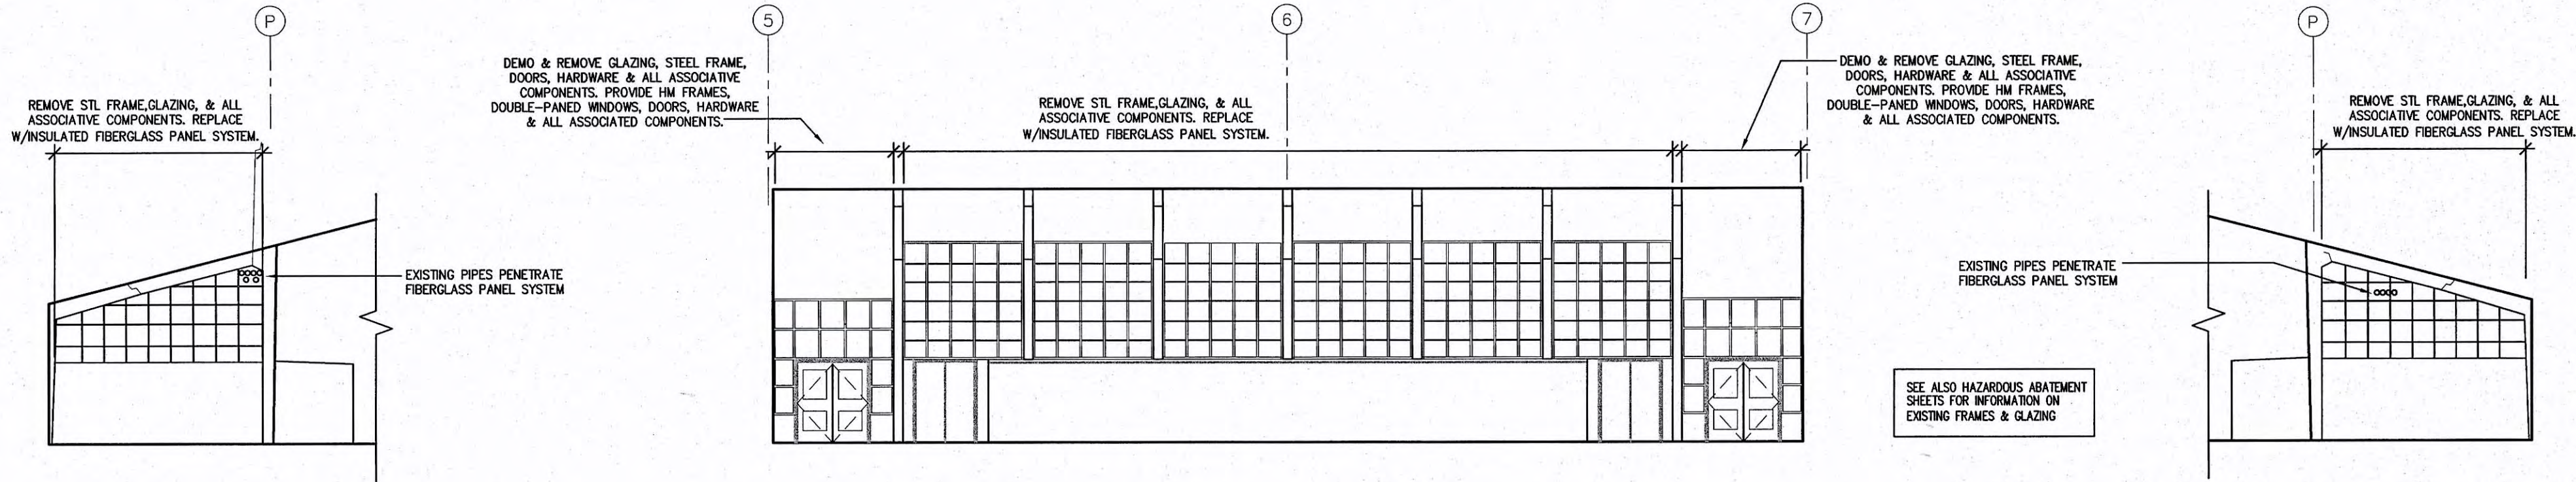 P
5
6
7
P
REMOVE STL FRAME,GLAZING, & ALL
ASSOCIATIVE COMPONENTS. REPLACE
W/INSULATED FIBERGLASS PANEL SYSTEM.
DEMO & REMOVE GLAZING, STEEL FRAME,
DOORS, HARDWARE & ALL ASSOCIATIVE
COMPONENTS. PROVIDE HM FRAMES,
DOUBLE-PANED WINDOWS, DOORS, HARDWARE
& ALL ASSOCIATED COMPONENTS.
REMOVE STL FRAME,GLAZING, & ALL
ASSOCIATIVE COMPONENTS. REPLACE
W/INSULATED FIBERGLASS PANEL SYSTEM.
DEMO & REMOVE GLAZING, STEEL FRAME,
DOORS, HARDWARE & ALL ASSOCIATIVE
COMPONENTS. PROVIDE HM FRAMES,
DOUBLE-PANED WINDOWS, DOORS, HARDWARE
& ALL ASSOCIATED COMPONENTS.
REMOVE STL FRAME,GLAZING, & ALL
ASSOCIATIVE COMPONENTS. REPLACE
W/INSULATED FIBERGLASS PANEL SYSTEM.
EXISTING PIPES PENETRATE
FIBERGLASS PANEL SYSTEM
EXISTING PIPES PENETRATE
FIBERGLASS PANEL SYSTEM
SEE ALSO HAZARDOUS ABATEMENT
SHEETS FOR INFORMATION ON
EXISTING FRAMES & GLAZING